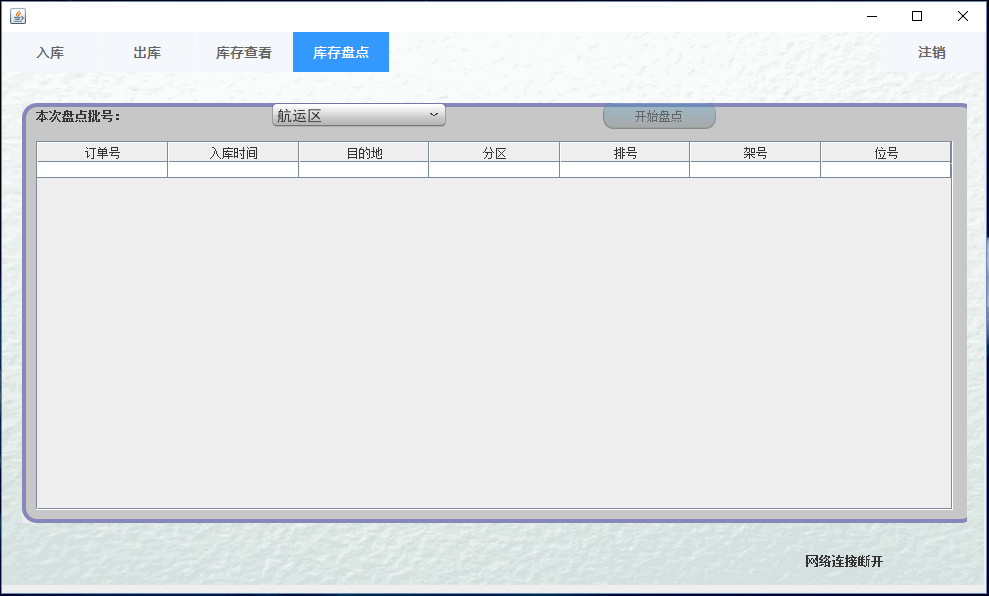 入库 出库 库存查看 库存盘点 注销
本次盘点批号： 航运区 开始盘点
订单号 入库时间 目的地 分区 排号 架号 位号
网络连接断开